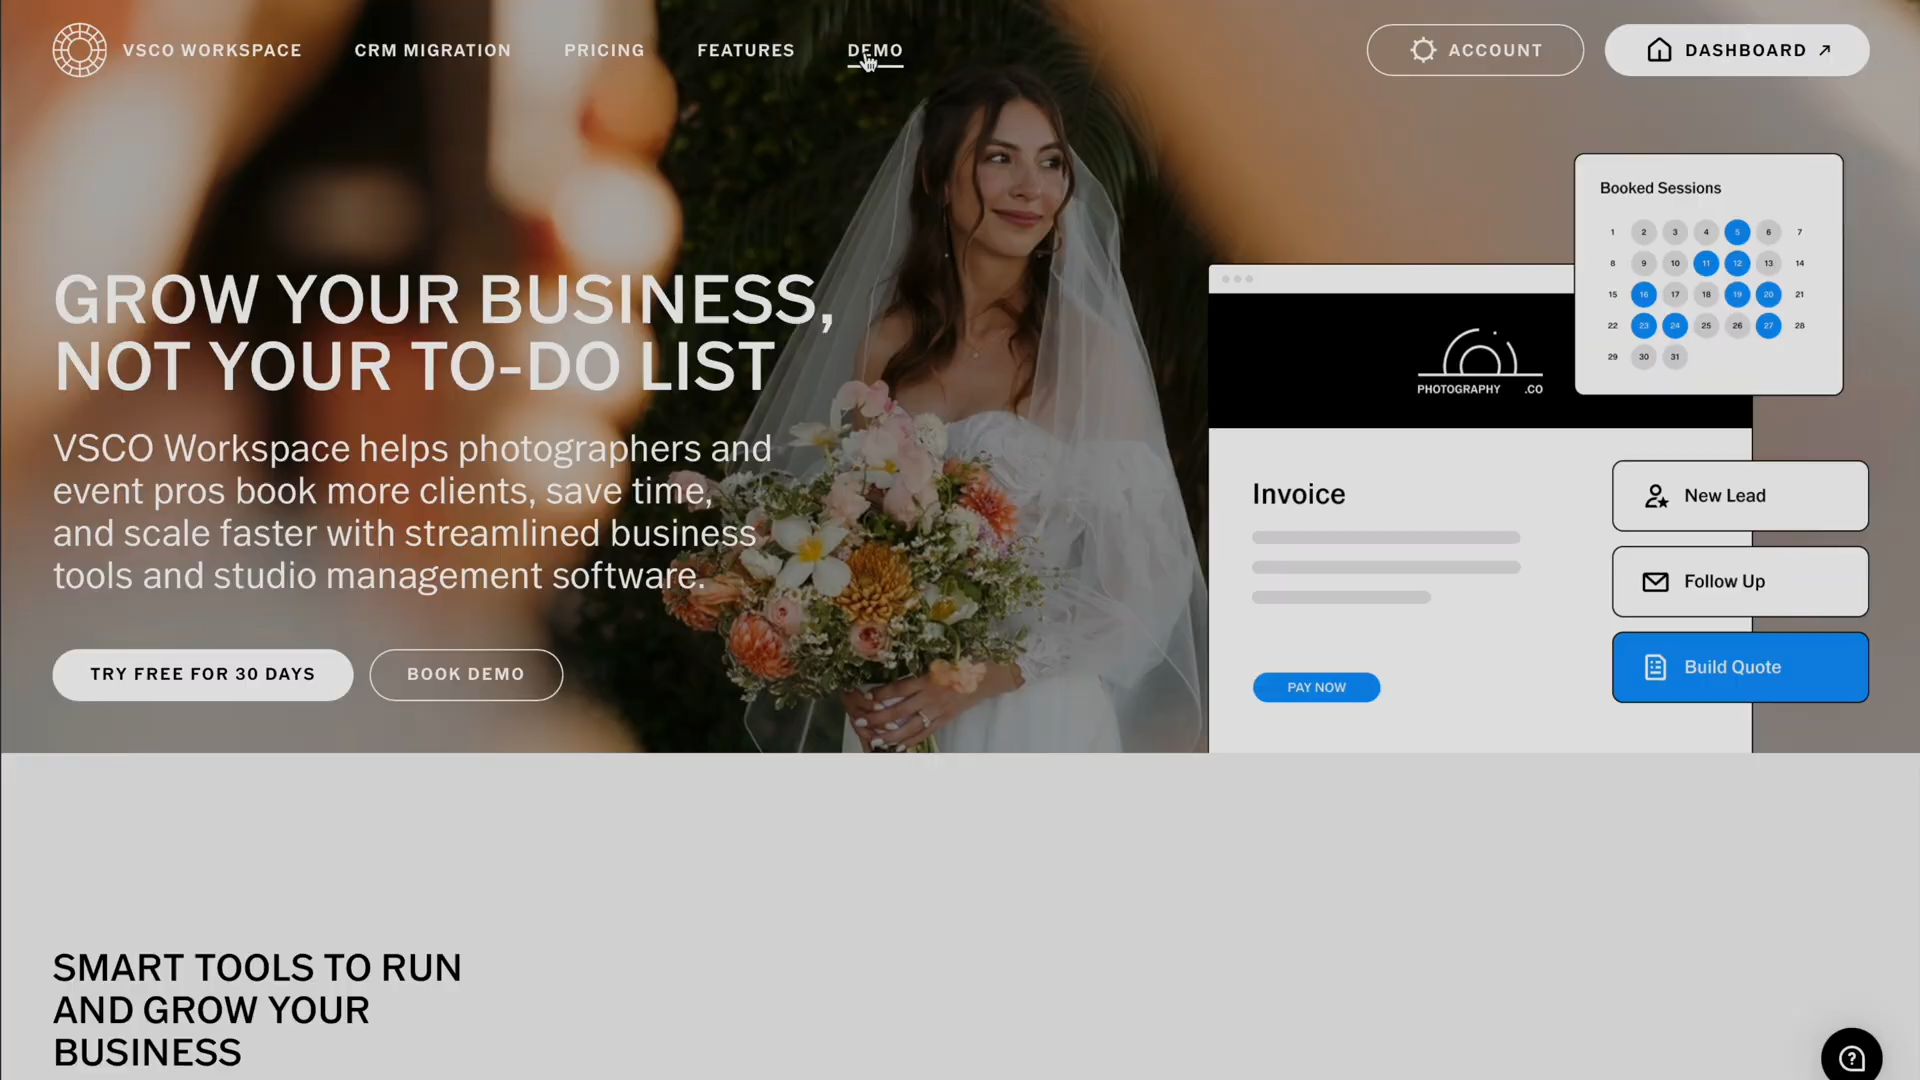 VSCO WORKSPACE
CRM MIGRATION
PRICING
FEATURES
DEMO
ACCOUNT
DASHBOARD ↗
GROW YOUR BUSINESS,
NOT YOUR TO-DO LIST
VSCO Workspace helps photographers and
event pros book more clients, save time,
and scale faster with streamlined business
tools and studio management software.
TRY FREE FOR 30 DAYS
BOOK DEMO
Booked Sessions
1 2 3 4 5 6 7
8 9 10 11 12 13 14
15 16 17 18 19 20 21
22 23 24 25 26 27 28
29 30 31
PHOTOGRAPHY .CO
Invoice
PAY NOW
New Lead
Follow Up
Build Quote
SMART TOOLS TO RUN
AND GROW YOUR
BUSINESS
?